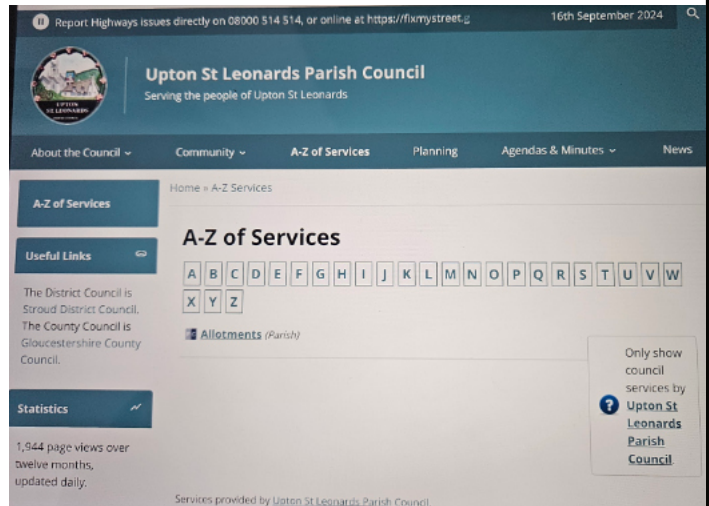 Report Highways issues directly on 08000 514 514, or online at https://fixmystreet.g
16th September 2024
UPTON
ST LEONARDS
Upton St Leonards Parish Council
Serving the people of Upton St Leonards
About the Council
Community
A-Z of Services
Planning
Agendas & Minutes
News
A-Z of Services
Useful Links
The District Council is
Stroud District Council.
The County Council is
Gloucestershire County
Council.
Statistics
1,944 page views over
twelve months,
updated daily.
Home » A-Z Services
A-Z of Services
A B C D E F G H I J K L M N O P Q R S T U V W
X Y Z
Allotments (Parish)
Only show
council
services by
Upton St
Leonards
Parish
Council.
Services provided by Upton St Leonards Parish Council